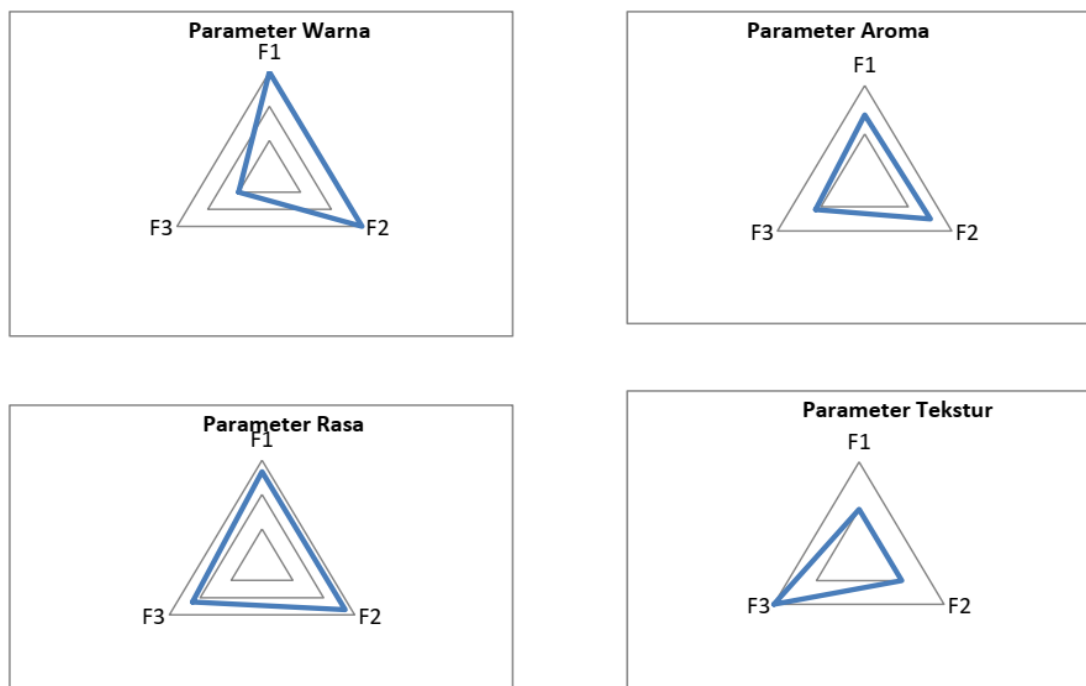 Parameter Warna
F1
F3
F2
Parameter Aroma
F1
F3
F2
Parameter Rasa
F1
F3
F2
Parameter Tekstur
F1
F3
F2